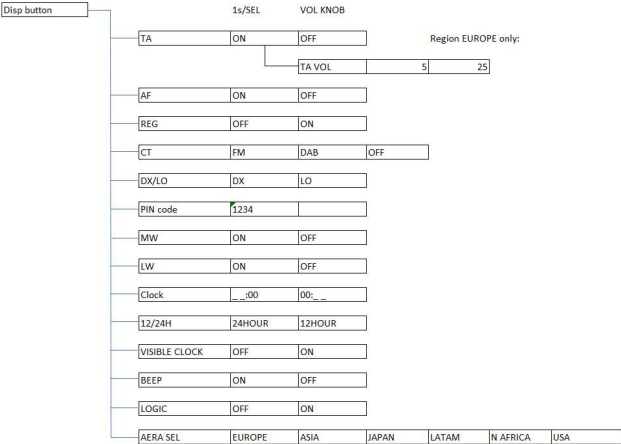 Disp button 1s/SEL VOL KNOB
TA ON OFF Region EUROPE only:
TA VOL 5 25
AF ON OFF
REG OFF ON
CT FM DAB OFF
DX/LO DX LO
PIN code 1234
MW ON OFF
LW ON OFF
Clock _ _:00 00:_ _
12/24H 24HOUR 12HOUR
VISIBLE CLOCK OFF ON
BEEP ON OFF
LOGIC OFF ON
AERA SEL EUROPE ASIA JAPAN LATAM N AFRICA USA